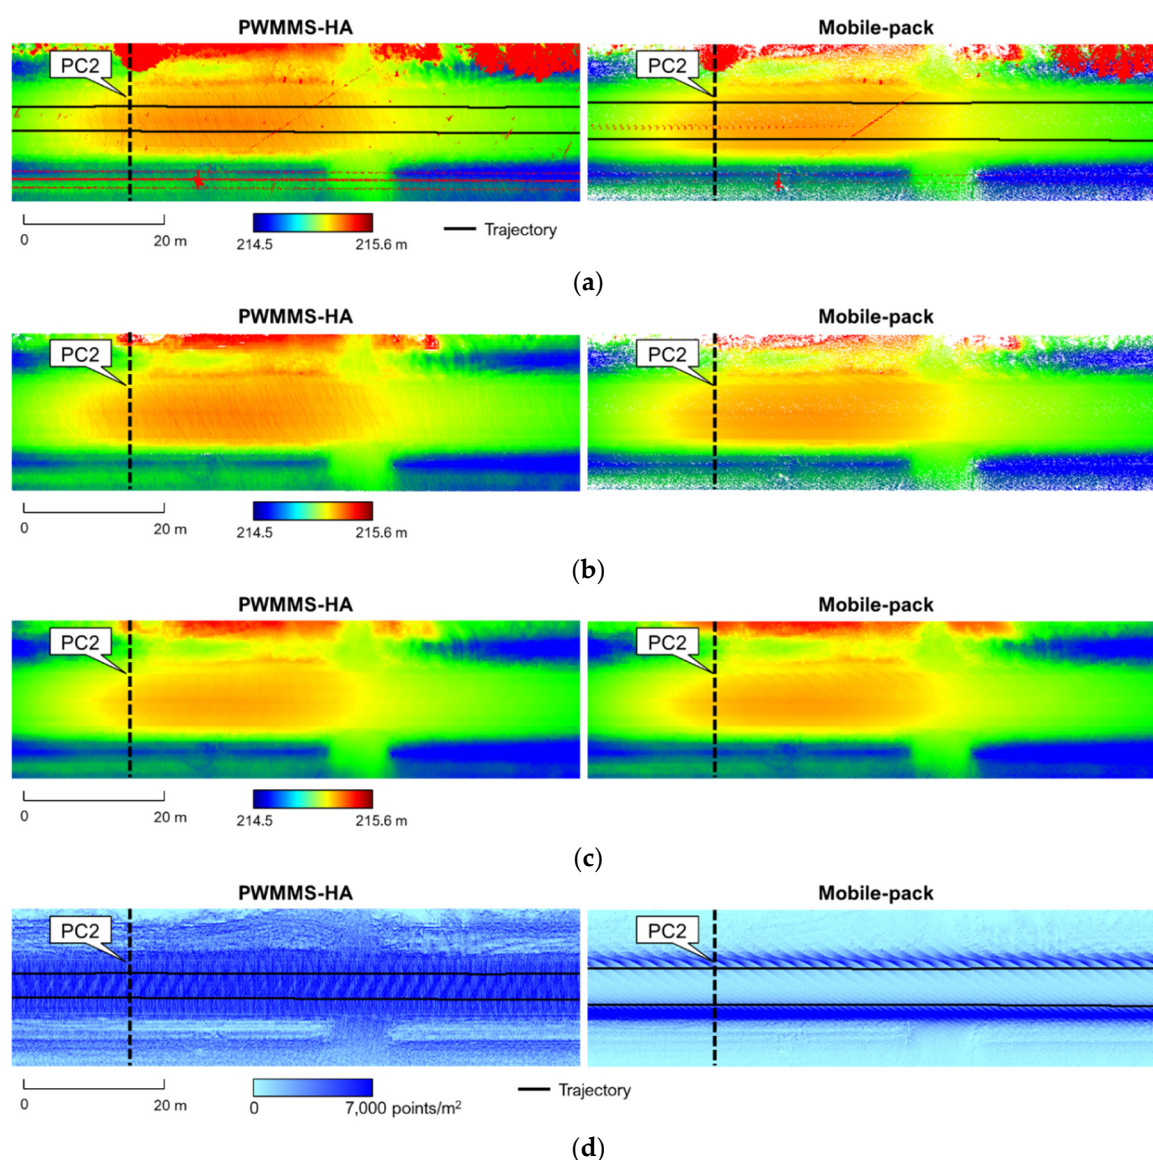 PWMMS-HA Mobile-pack
PC2 PC2
0 20 m 214.5 215.6 m Trajectory
(a)
PWMMS-HA Mobile-pack
PC2 PC2
0 20 m 214.5 215.6 m
(b)
PWMMS-HA Mobile-pack
PC2 PC2
0 20 m 214.5 215.6 m
(c)
PWMMS-HA Mobile-pack
PC2 PC2
0 20 m 0 7,000 points/m² Trajectory
(d)